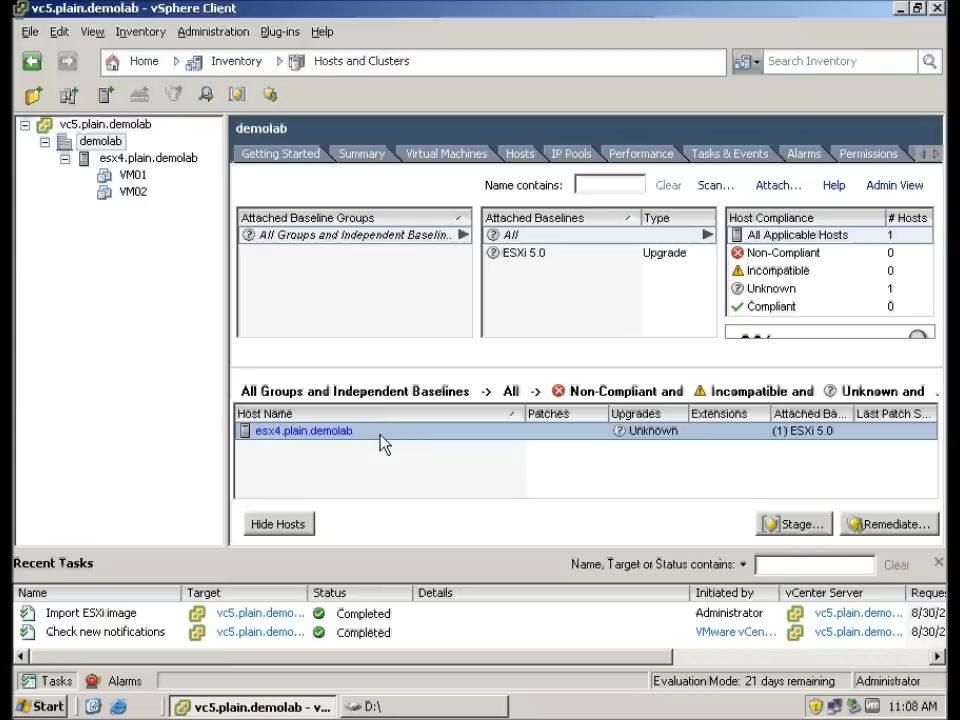 vc5.plain.demolab - vSphere Client
File Edit View Inventory Administration Plug-ins Help
Home Inventory Hosts and Clusters Search Inventory
vc5.plain.demolab
demolab
esx4.plain.demolab
VM01
VM02
demolab
Getting Started Summary Virtual Machines Hosts IP Pools Performance Tasks & Events Alarms Permissions
Name contains: Clear Scan... Attach... Help Admin View
Attached Baseline Groups
All Groups and Independent Baselin..
Attached Baselines Type
All
ESXi 5.0 Upgrade
Host Compliance # Hosts
All Applicable Hosts 1
Non-Compliant 0
Incompatible 0
Unknown 1
Compliant 0
All Groups and Independent Baselines -> All -> Non-Compliant and Incompatible and Unknown and .
Host Name Patches Upgrades Extensions Attached Ba... Last Patch S...
esx4.plain.demolab Unknown (1) ESXi 5.0
Hide Hosts Stage... Remediate...
Recent Tasks Name, Target or Status contains: Clear
Name Target Status Details Initiated by vCenter Server Reque
Import ESXi image vc5.plain.demo... Completed Administrator vc5.plain.demo... 8/30/2
Check new notifications vc5.plain.demo... Completed VMware vCen... vc5.plain.demo... 8/30/2
Tasks Alarms Evaluation Mode: 21 days remaining Administrator
Start vc5.plain.demolab - v... D:\ 11:08 AM